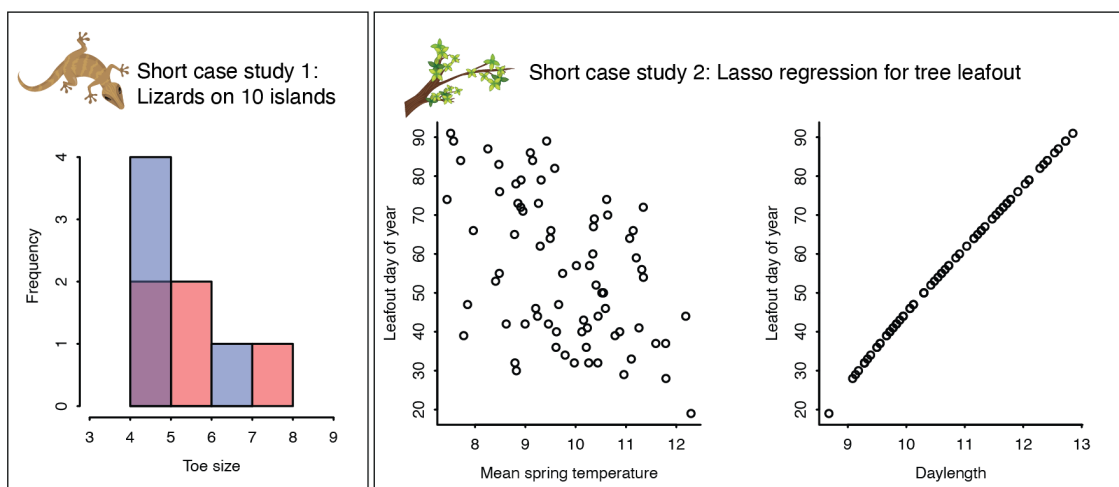 Short case study 1:
Lizards on 10 islands
Frequency
4
3
2
1
0
3 4 5 6 7 8 9
Toe size
Short case study 2: Lasso regression for tree leafout
Leafout day of year
90
80
70
60
50
40
30
20
8 9 10 11 12
Mean spring temperature
Leafout day of year
90
80
70
60
50
40
30
20
9 10 11 12 13
Daylength